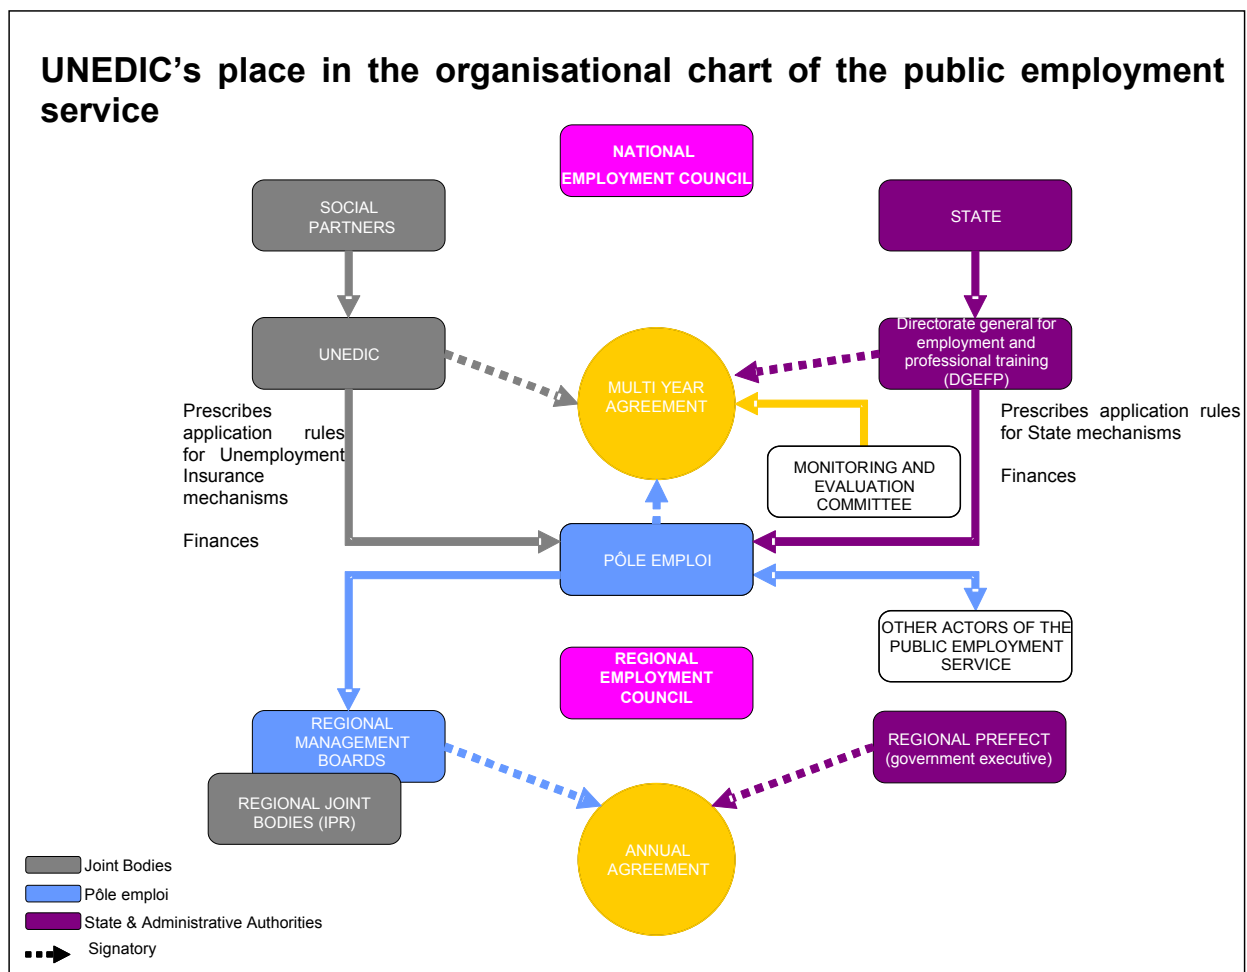 UNEDIC's place in the organisational chart of the public employment
service
NATIONAL
EMPLOYMENT COUNCIL
SOCIAL
PARTNERS
STATE
UNEDIC
MULTI YEAR
AGREEMENT
Directorate general for
employment and
professional training
(DGEFP)
Prescribes
application rules
for Unemployment
Insurance
mechanisms
Finances
Prescribes application rules
for State mechanisms
Finances
MONITORING AND
EVALUATION
COMMITTEE
PÔLE EMPLOI
OTHER ACTORS OF THE
PUBLIC EMPLOYMENT
SERVICE
REGIONAL
EMPLOYMENT
COUNCIL
REGIONAL
MANAGEMENT
BOARDS
REGIONAL PREFECT
(government executive)
REGIONAL JOINT
BODIES (IPR)
ANNUAL
AGREEMENT
Joint Bodies
Pôle emploi
State & Administrative Authorities
Signatory